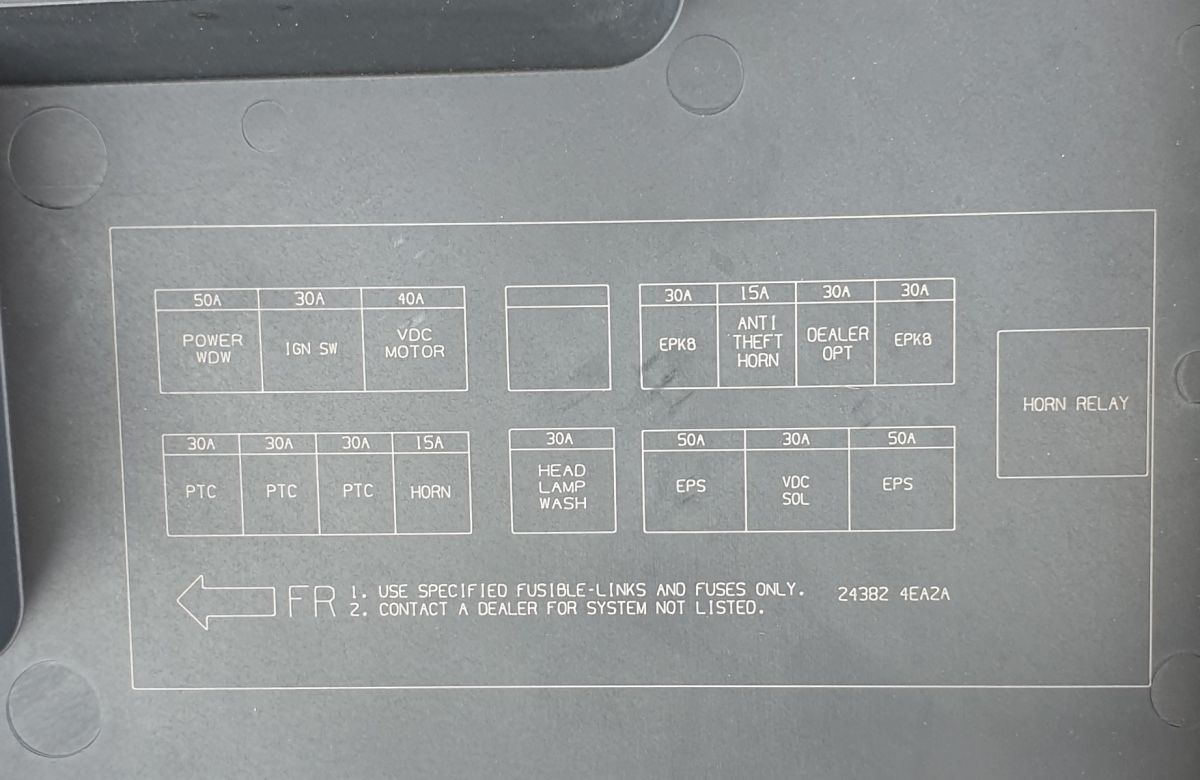 50A 30A 40A
POWER WDW
IGN SW
VDC MOTOR
30A 15A 30A 30A
EPKB
ANTI THEFT HORN
DEALER OPT
EPKB
HORN RELAY
30A 30A 30A 15A
PTC PTC PTC HORN
30A
HEAD LAMP WASH
50A 30A 50A
EPS
VDC SOL
EPS
FR
1. USE SPECIFIED FUSIBLE-LINKS AND FUSES ONLY.
2. CONTACT A DEALER FOR SYSTEM NOT LISTED.
24382 4EA2A